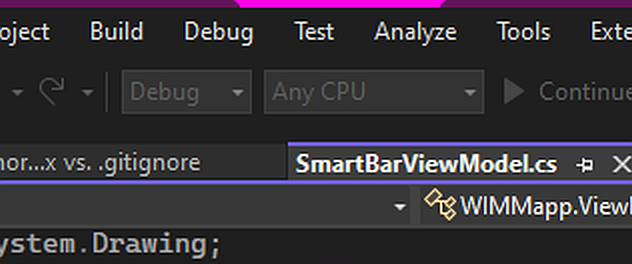 oject Build Debug Test Analyze Tools Exte
Debug Any CPU Continue
nor...x vs. .gitignore SmartBarViewModel.cs
WIMMapp.View
ystem.Drawing;